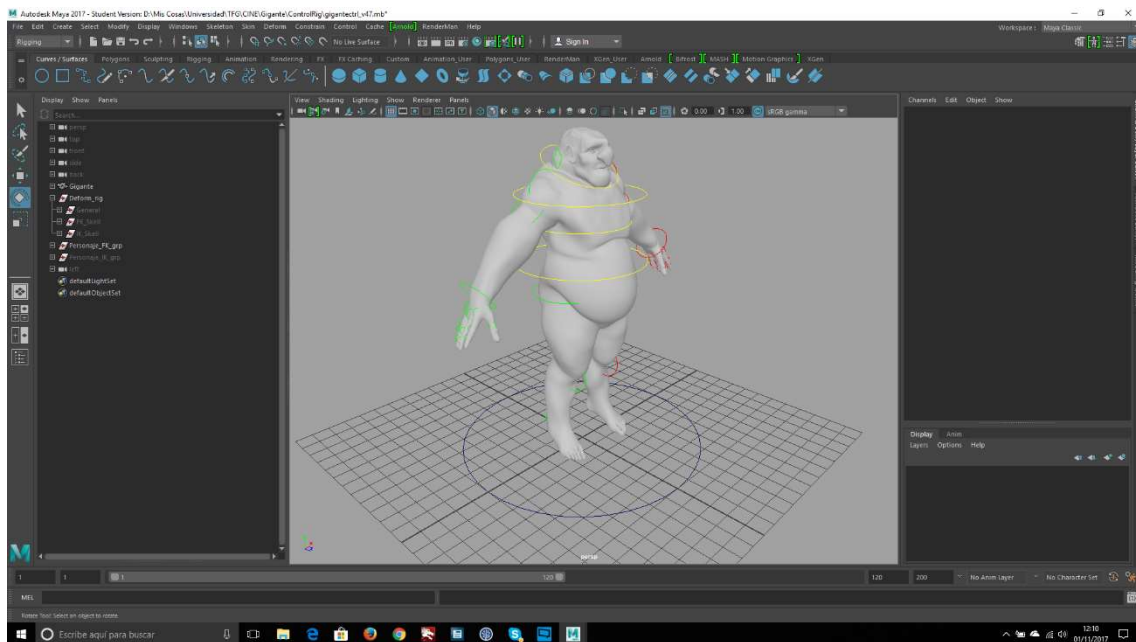 Autodesk Maya 2017 - Student Version: D:\Mis Cosas\Universidad\TFG\CINE\Gigante\ControlRig\gigantectrl_v47.mb*
File Edit Create Select Modify Display Windows Skeleton Skin Deform Constrain Control Cache [Arnold] RenderMan Help
Workspace : Maya Classic
Rigging No Live Surface Sign In
Curves / Surfaces Polygons Sculpting Rigging Animation Rendering FX FX Caching Custom Animation_User Polygons_User RenderMan XGen_User Arnold [ Bifrost ][ MASH ][ Motion Graphics ] XGen
Display Show Panels
View Shading Lighting Show Renderer Panels
Channels Edit Object Show
Search...
0.00 1.00 sRGB gamma
persp
top
front
side
back
Gigante
Deform_rig
General
FK_Skell
IK_Skell
Personaje_FK_grp
Personaje_IK_grp
left
defaultLightSet
defaultObjectSet
Display Anim
Layers Options Help
persp
1 1 1 120 120 200 No Anim Layer No Character Set
MEL
Rotate Tool: Select an object to rotate.
Escribe aquí para buscar
12:10
01/11/2017